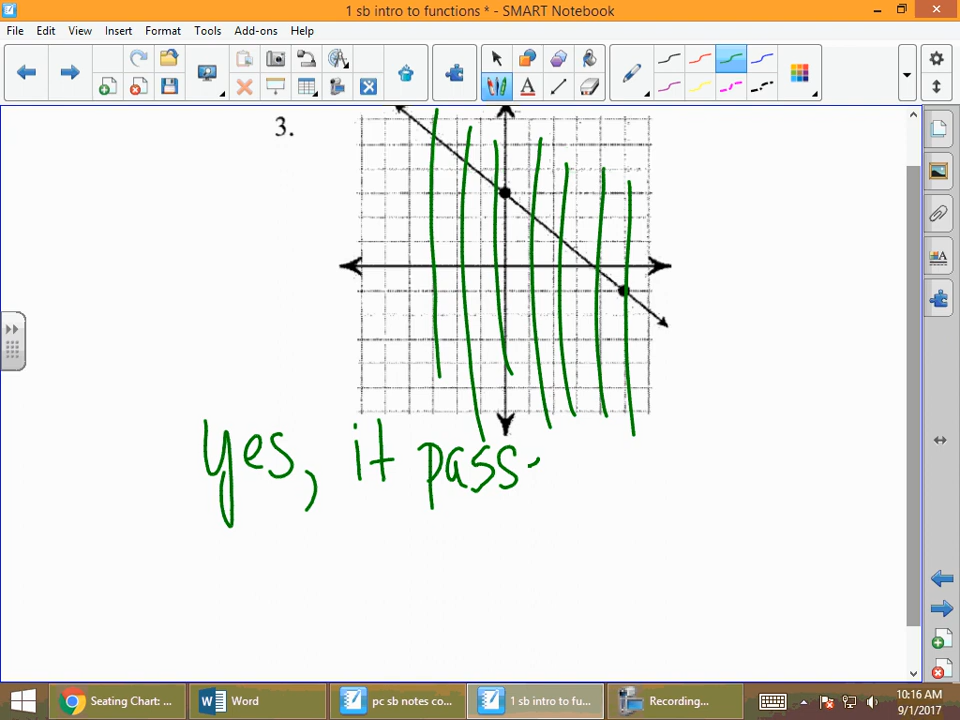 1 sb intro to functions * - SMART Notebook
File Edit View Insert Format Tools Add-ons Help
3.
yes, it pass
Seating Chart: ...
Word
pc sb notes co...
1 sb intro to fu...
Recording...
10:16 AM
9/1/2017